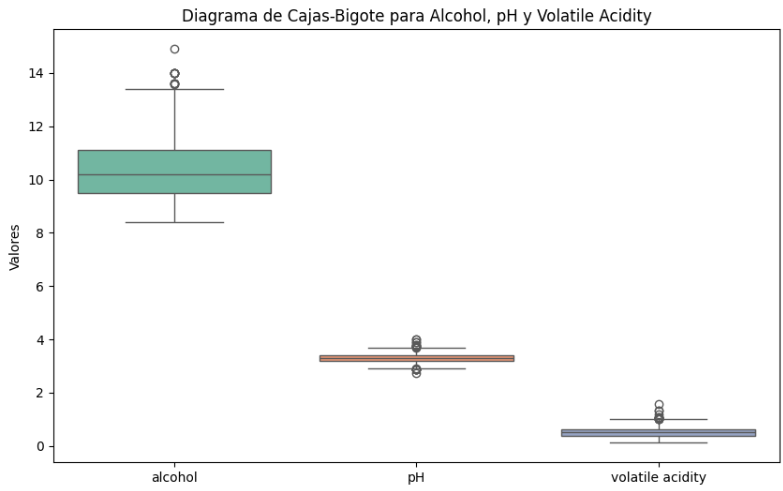 Diagrama de Cajas-Bigote para Alcohol, pH y Volatile Acidity
Valores
14
12
10
8
6
4
2
0
alcohol
pH
volatile acidity